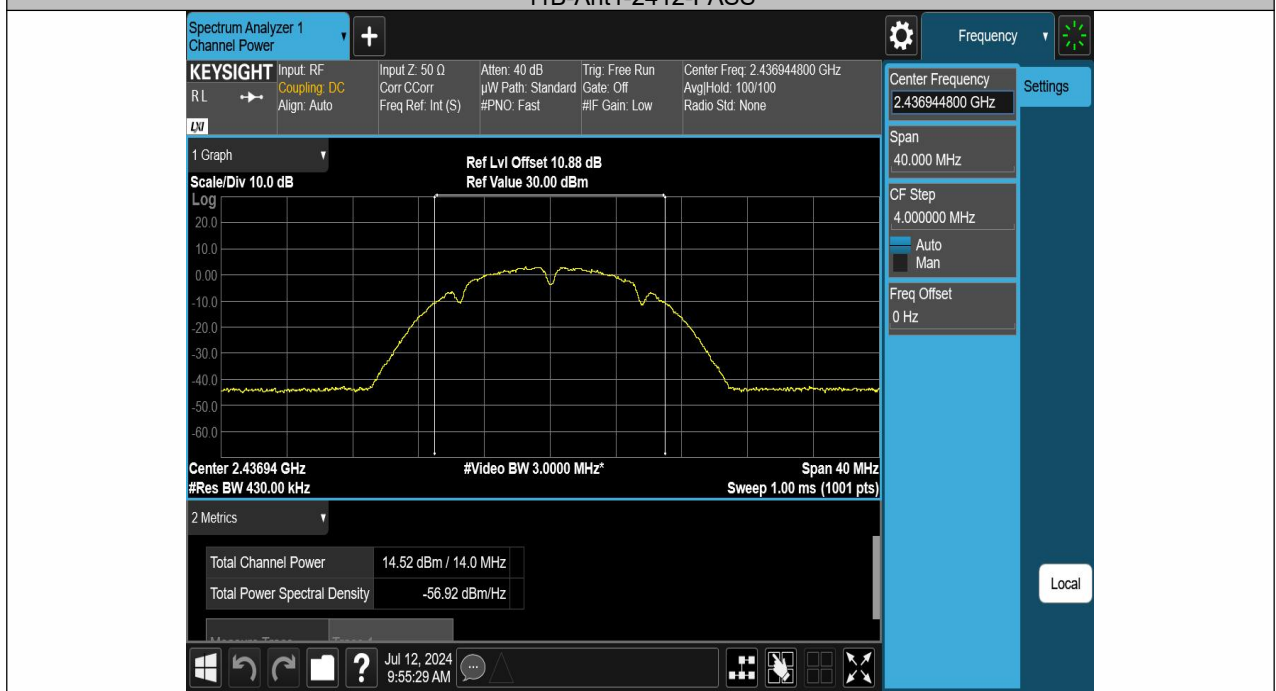 Spectrum Analyzer 1
Channel Power
+
Frequency
KEYSIGHT
RL
LXI
Input: RF
Coupling: DC
Align: Auto
Input Z: 50 Ω
Corr CCorr
Freq Ref: Int (S)
Atten: 40 dB
µW Path: Standard
#PNO: Fast
Trig: Free Run
Gate: Off
#IF Gain: Low
Center Freq: 2.436944800 GHz
Avg|Hold: 100/100
Radio Std: None
Center Frequency
2.436944800 GHz
Settings
Span
40.000 MHz
CF Step
4.000000 MHz
Auto
Man
Freq Offset
0 Hz
Local
1 Graph
Scale/Div 10.0 dB
Ref Lvl Offset 10.88 dB
Ref Value 30.00 dBm
Log
20.0
10.0
0.00
-10.0
-20.0
-30.0
-40.0
-50.0
-60.0
Center 2.43694 GHz
#Video BW 3.0000 MHz*
Span 40 MHz
#Res BW 430.00 kHz
Sweep 1.00 ms (1001 pts)
2 Metrics
Total Channel Power 14.52 dBm / 14.0 MHz
Total Power Spectral Density -56.92 dBm/Hz
?
Jul 12, 2024
9:55:29 AM